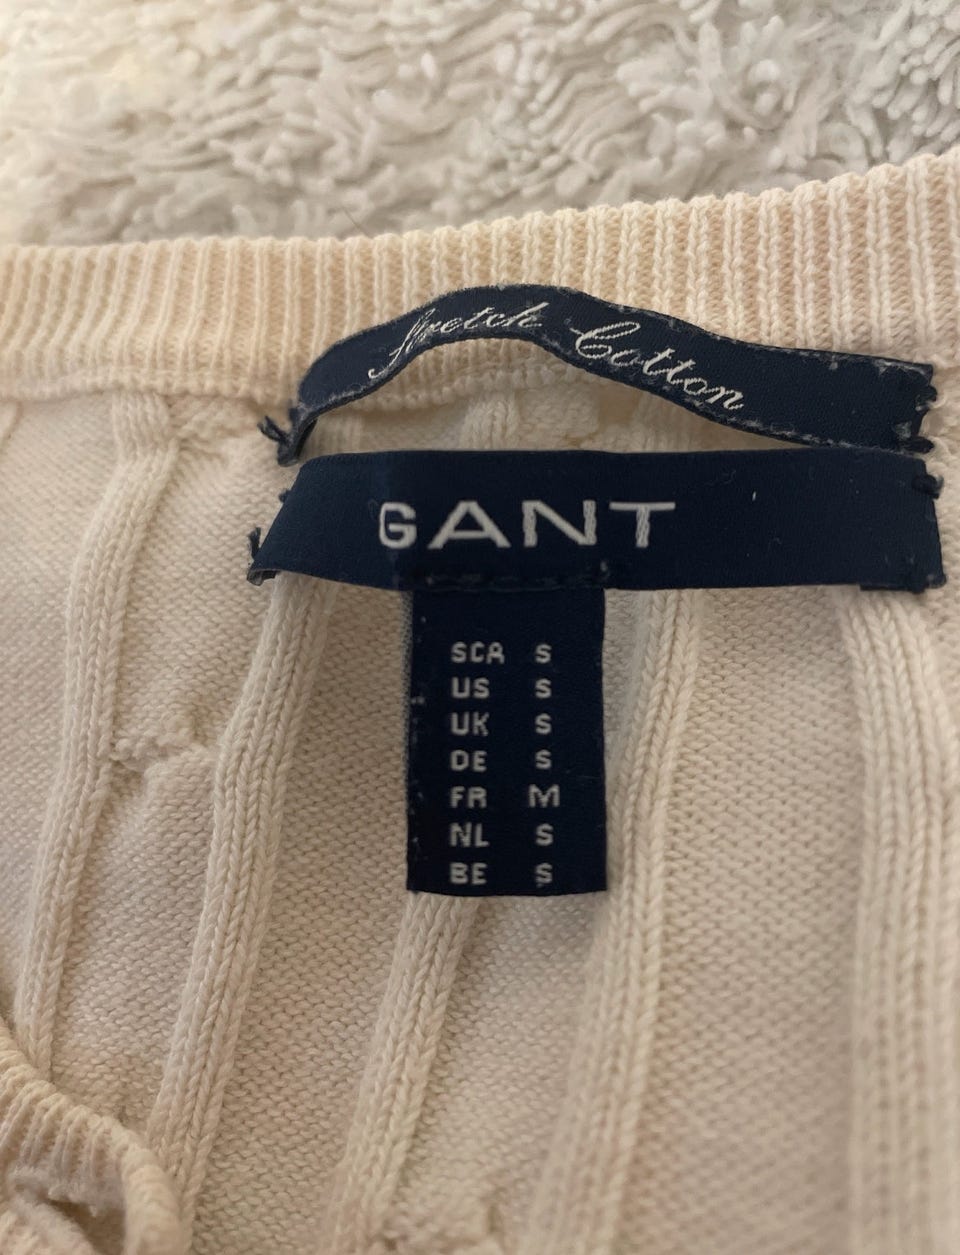 Stretch Cotton
GANT
SCA S
US S
UK S
DE S
FR M
NL S
BE S